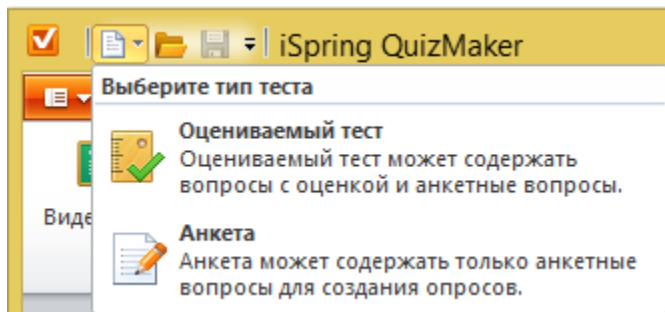 iSpring QuizMaker
Выберите тип теста
Оцениваемый тест
Оцениваемый тест может содержать
вопросы с оценкой и анкетные вопросы.
Виде
Анкета
Анкета может содержать только анкетные
вопросы для создания опросов.